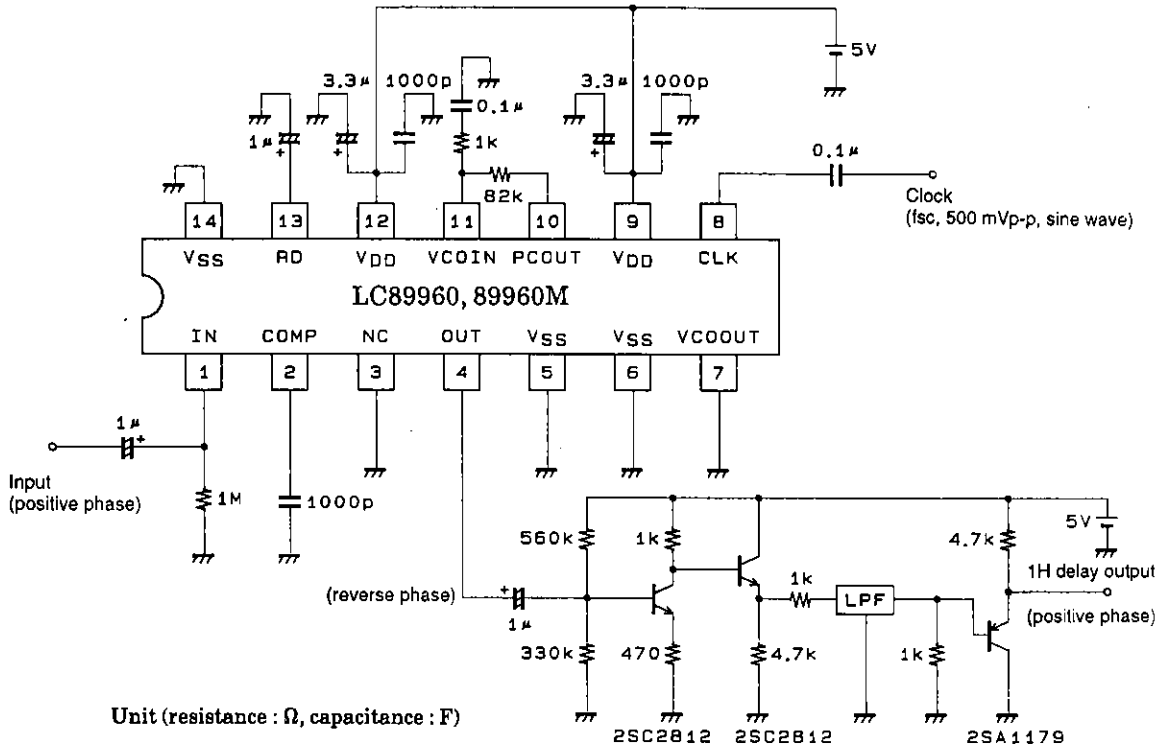 5V
3.3μ 1000p
0.1μ
1μ +
+
1k
82k
3.3μ 1000p
+
0.1μ
Clock
(fsc, 500 mVp-p, sine wave)
14 13 12 11 10 9 8
VSS RD VDD VCOIN PCOUT VDD CLK
LC89960, 89960M
IN COMP NC OUT VSS VSS VCOOUT
1 2 3 4 5 6 7
1μ +
Input
(positive phase)
1M
1000p
560k
1k
4.7k
5V
1H delay output
(positive phase)
(reverse phase)
+
1μ
1k
LPF
330k
470
4.7k
1k
Unit (resistance : Ω, capacitance : F)
2SC2812 2SC2812 2SA1179